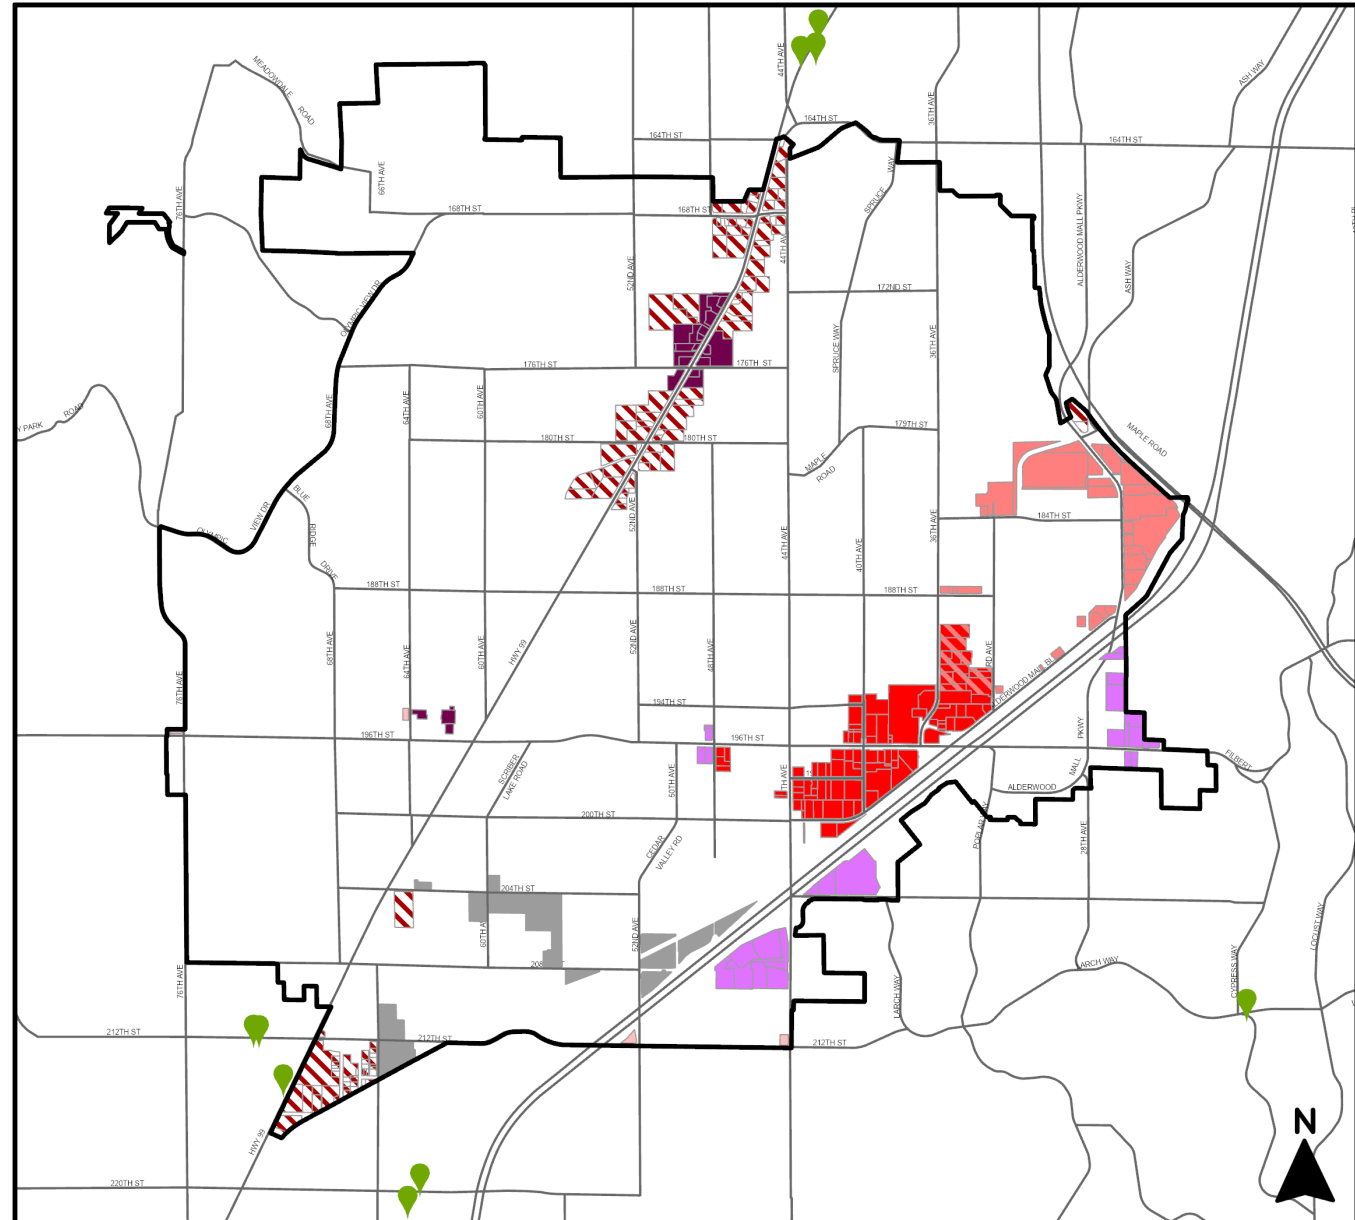 44TH AVE
36TH AVE
ASH WAY
MEADOWDALE
ROAD
164TH ST
164TH ST
164TH ST
66TH AVE
76TH AVE
168TH ST
168TH ST
SPRUCE
WAY
ALDERWOOD MALL PKWY
ASH WAY
52ND AVE
172ND ST
OLYMPIC VIEW DR
SPRUCE WAY
36TH AVE
176TH ST
176TH ST
68TH AVE
64TH AVE
60TH AVE
Y PARK
ROAD
180TH ST
180TH ST
179TH ST
MAPLE ROAD
MAPLE
ROAD
BLUE
RIDGE
DRIVE
OLYMPIC
VIEW DR
52ND AVE
184TH ST
36TH AVE
44TH AVE
40TH AVE
188TH ST
188TH ST
188TH ST
68TH AVE
64TH AVE
60TH AVE
HWY 99
52ND AVE
48TH AVE
RD AVE
76TH AVE
194TH ST
196TH ST
196TH ST
PKWY
MALL
FILBERT
SCRIBER
LAKE ROAD
50TH AVE
ALDERWOOD
200TH ST
POPLAR WAY
28TH AVE
CEDAR
VALLEY RD
204TH ST
52ND AVE
LOCUST WAY
76TH AVE
LARCH WAY
ARCH WAY
CYPRESS WAY
212TH ST
212TH ST
212TH ST
HWY 99
220TH ST
N